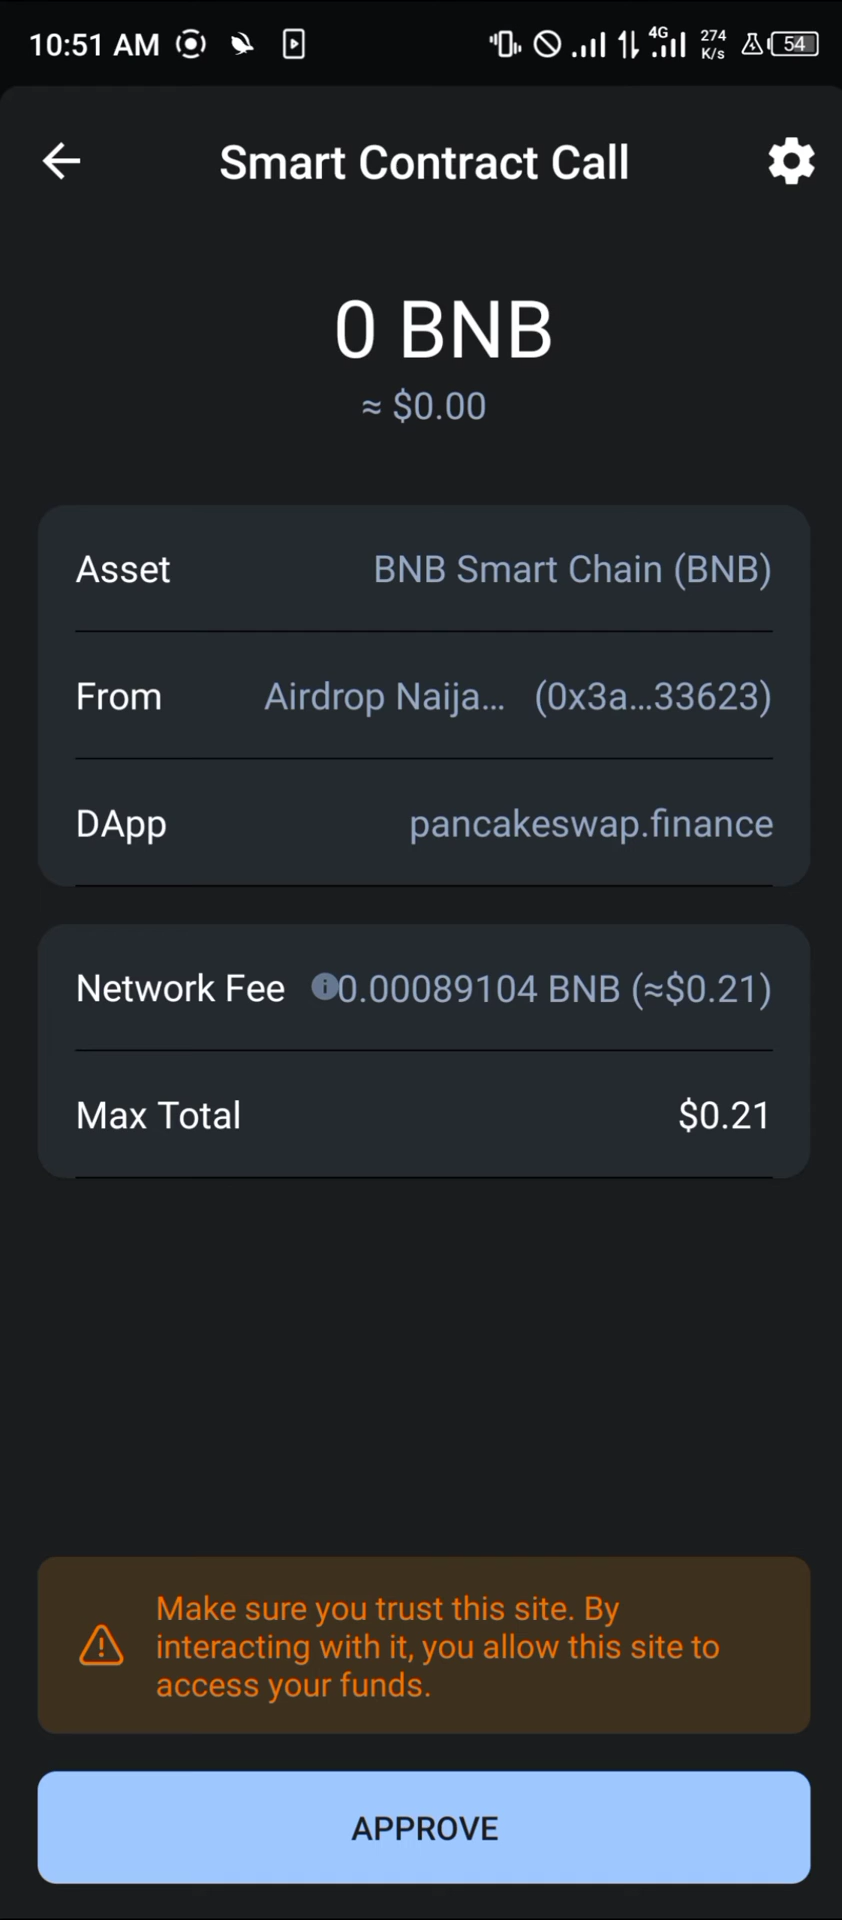 10:51 AM 4G 274 K/s 54
Smart Contract Call
0 BNB
≈ $0.00
Asset BNB Smart Chain (BNB)
From Airdrop Naija... (0x3a...33623)
DApp pancakeswap.finance
Network Fee 0.00089104 BNB (≈$0.21)
Max Total $0.21
Make sure you trust this site. By
interacting with it, you allow this site to
access your funds.
APPROVE